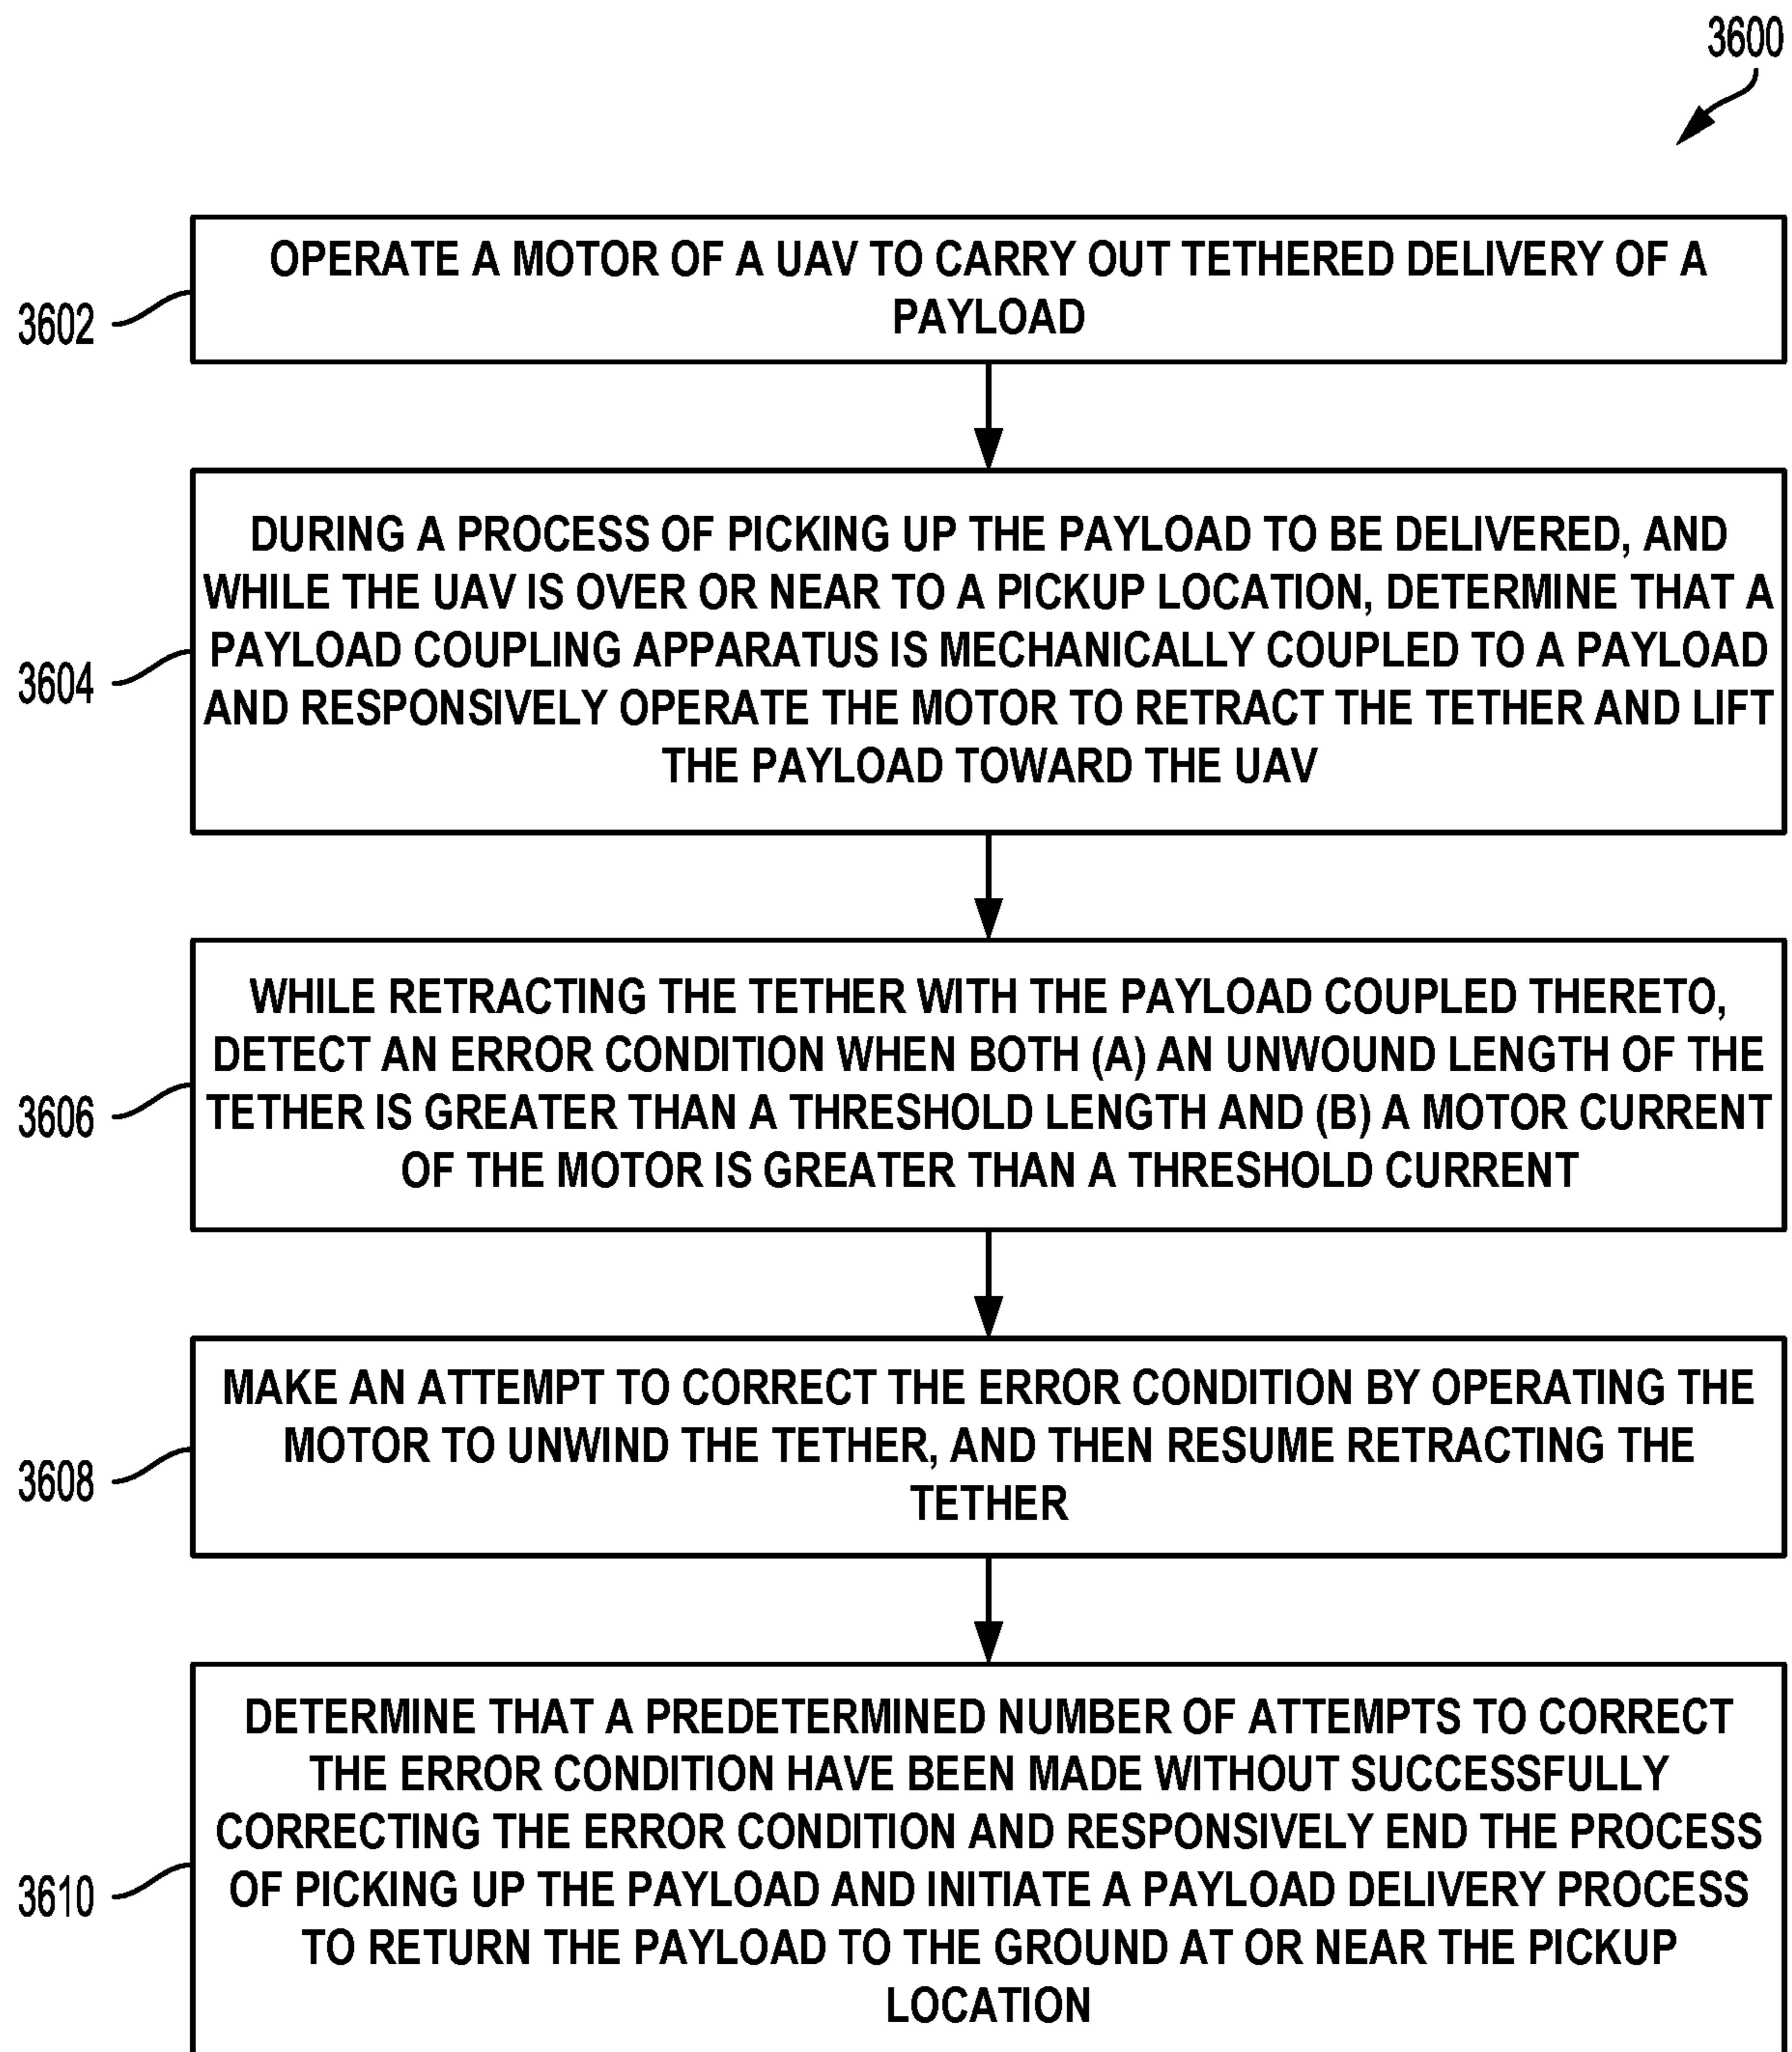 3600
OPERATE A MOTOR OF A UAV TO CARRY OUT TETHERED DELIVERY OF A
PAYLOAD
3602
DURING A PROCESS OF PICKING UP THE PAYLOAD TO BE DELIVERED, AND
WHILE THE UAV IS OVER OR NEAR TO A PICKUP LOCATION, DETERMINE THAT A
PAYLOAD COUPLING APPARATUS IS MECHANICALLY COUPLED TO A PAYLOAD
AND RESPONSIVELY OPERATE THE MOTOR TO RETRACT THE TETHER AND LIFT
THE PAYLOAD TOWARD THE UAV
3604
WHILE RETRACTING THE TETHER WITH THE PAYLOAD COUPLED THERETO,
DETECT AN ERROR CONDITION WHEN BOTH (A) AN UNWOUND LENGTH OF THE
TETHER IS GREATER THAN A THRESHOLD LENGTH AND (B) A MOTOR CURRENT
OF THE MOTOR IS GREATER THAN A THRESHOLD CURRENT
3606
MAKE AN ATTEMPT TO CORRECT THE ERROR CONDITION BY OPERATING THE
MOTOR TO UNWIND THE TETHER, AND THEN RESUME RETRACTING THE
TETHER
3608
DETERMINE THAT A PREDETERMINED NUMBER OF ATTEMPTS TO CORRECT
THE ERROR CONDITION HAVE BEEN MADE WITHOUT SUCCESSFULLY
CORRECTING THE ERROR CONDITION AND RESPONSIVELY END THE PROCESS
OF PICKING UP THE PAYLOAD AND INITIATE A PAYLOAD DELIVERY PROCESS
TO RETURN THE PAYLOAD TO THE GROUND AT OR NEAR THE PICKUP
LOCATION
3610